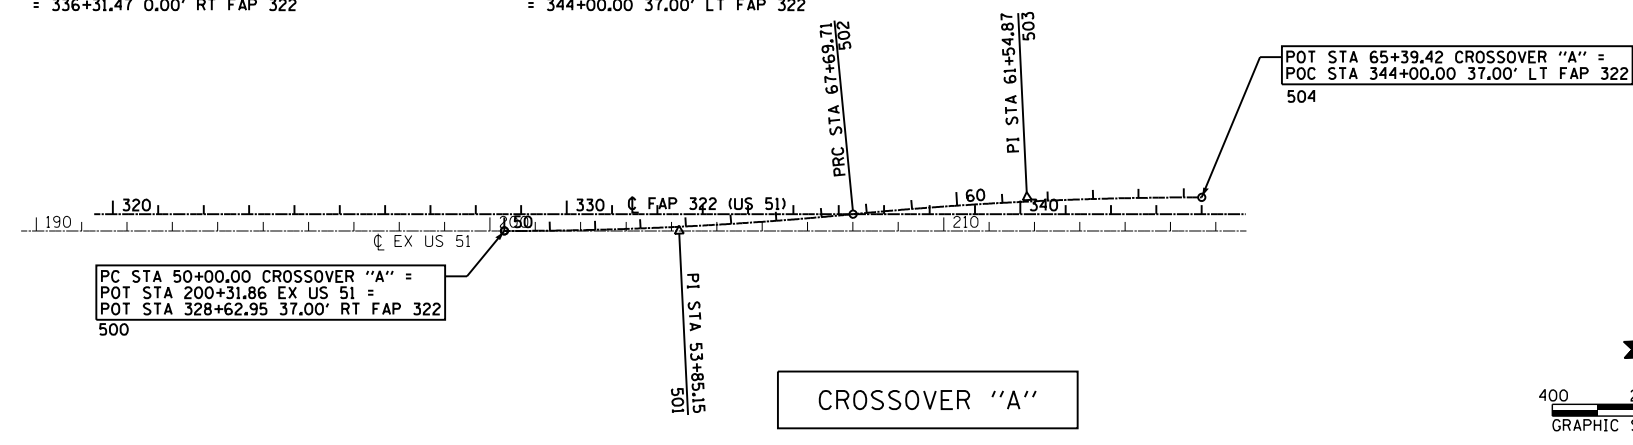 = 336+31.47 0.00' RT FAP 322
= 344+00.00 37.00' LT FAP 322
PRC STA 67+69.71
502
PI STA 61+54.87
503
POT STA 65+39.42 CROSSOVER "A" =
POC STA 344+00.00 37.00' LT FAP 322
504
320
330
℄ FAP 322 (US 51)
60
340
190
200
50
210
℄ EX US 51
PC STA 50+00.00 CROSSOVER "A" =
POT STA 200+31.86 EX US 51 =
POT STA 328+62.95 37.00' RT FAP 322
500
PI STA 53+85.15
501
CROSSOVER "A"
400
GRAPHIC